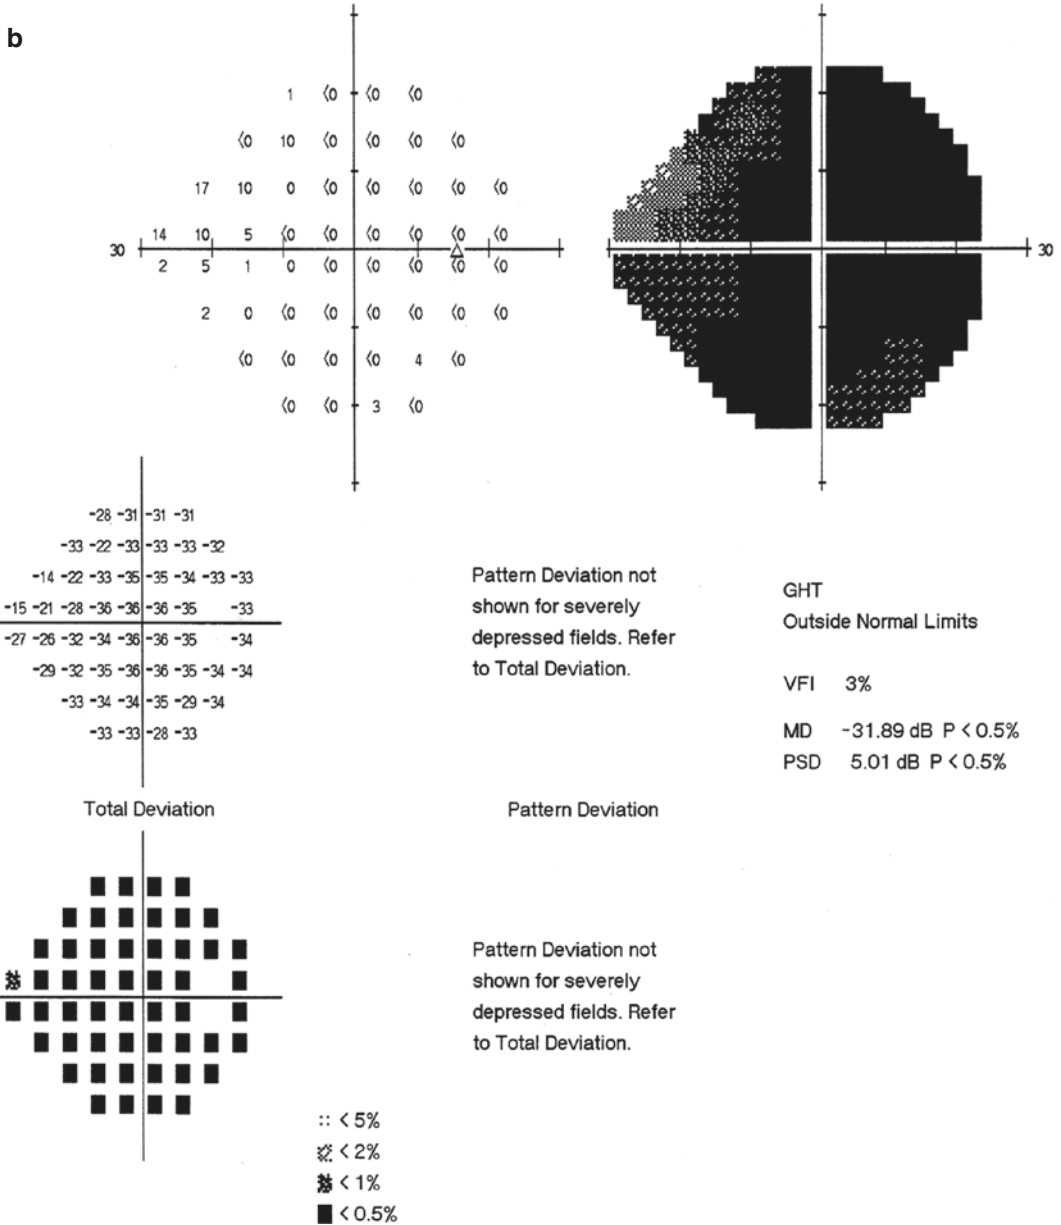 b
1 <0 <0 <0
<0 10 <0 <0 <0 <0
17 10 0 <0 <0 <0 <0 <0
14 10 5 <0 <0 <0 <0 <0 <0
30 30
2 5 1 0 <0 <0 <0 <0 <0
2 0 <0 <0 <0 <0 <0 <0
<0 <0 <0 <0 4 <0
<0 <0 3 <0
-28 -31 -31 -31
-33 -22 -33 -33 -33 -32
-14 -22 -33 -35 -35 -34 -33 -33
-15 -21 -28 -36 -36 -36 -35 -33
-27 -26 -32 -34 -36 -36 -35 -34
-29 -32 -35 -36 -36 -35 -34 -34
-33 -34 -34 -35 -29 -34
-33 -33 -28 -33
Pattern Deviation not
shown for severely
depressed fields. Refer
to Total Deviation.
GHT
Outside Normal Limits
VFI 3%
MD -31.89 dB P < 0.5%
PSD 5.01 dB P < 0.5%
Total Deviation
Pattern Deviation
Pattern Deviation not
shown for severely
depressed fields. Refer
to Total Deviation.
< 5%
< 2%
< 1%
< 0.5%